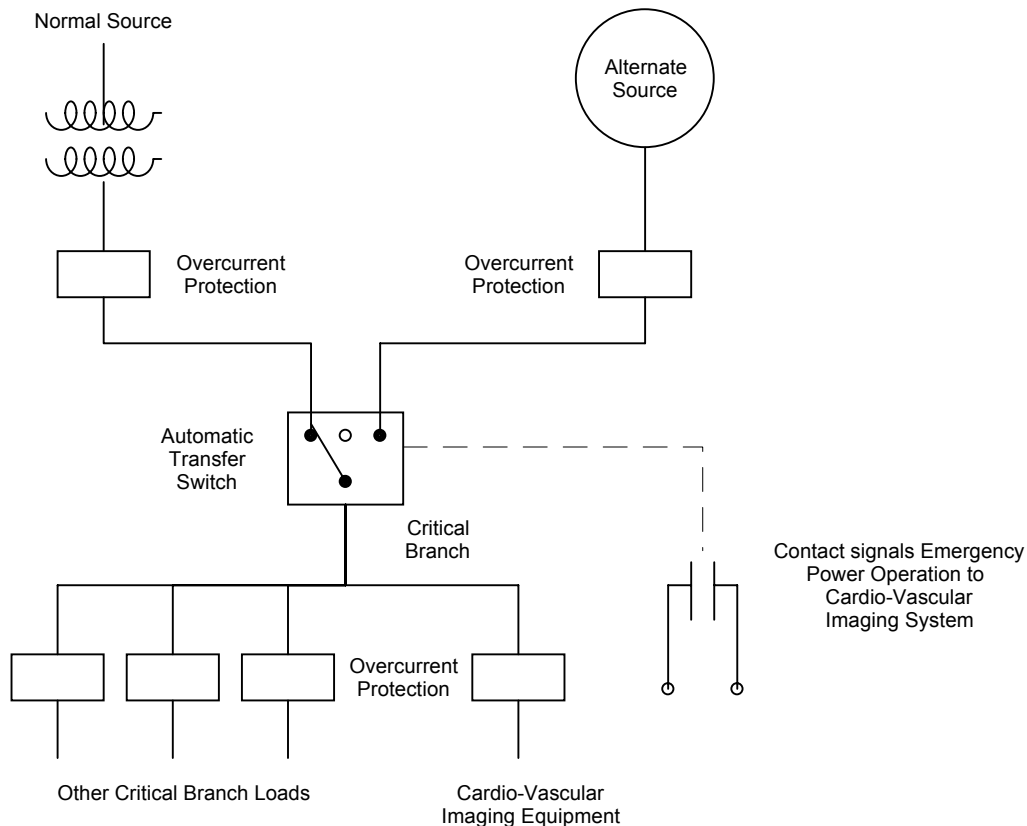 Normal Source
Alternate
Source
Overcurrent
Protection
Overcurrent
Protection
Automatic
Transfer
Switch
Critical
Branch
Contact signals Emergency
Power Operation to
Cardio-Vascular
Imaging System
Overcurrent
Protection
Other Critical Branch Loads
Cardio-Vascular
Imaging Equipment